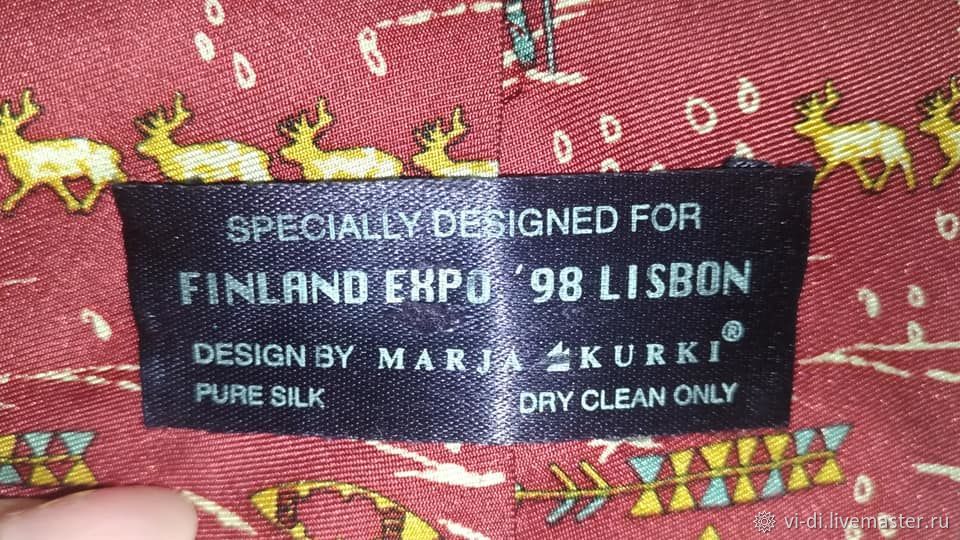 SPECIALLY DESIGNED FOR
FINLAND EXPO '98 LISBON
DESIGN BY MARJA KURKI®
PURE SILK DRY CLEAN ONLY
vi-di.livemaster.ru